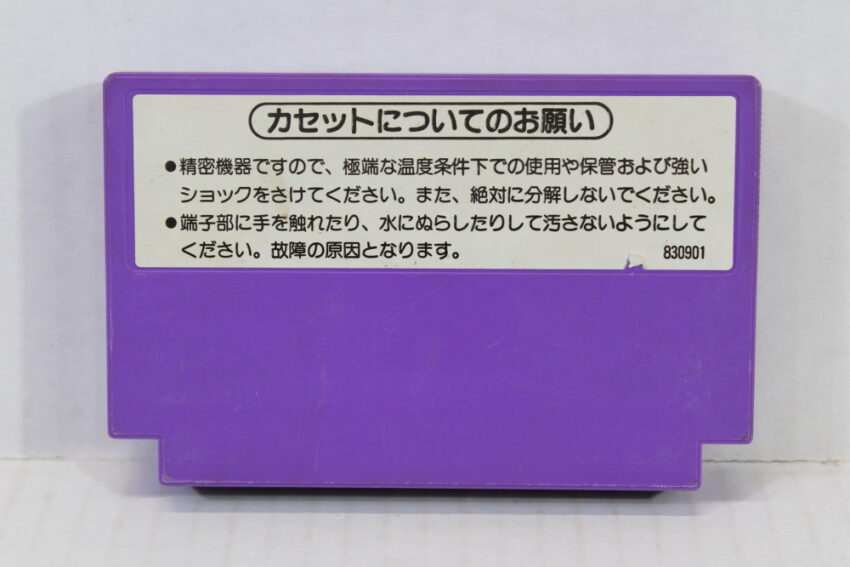 カセットについてのお願い
●精密機器ですので、極端な温度条件下での使用や保管および強い
ショックをさけてください。また、絶対に分解しないでください。
●端子部に手を触れたり、水にぬらしたりして汚さないようにして
ください。故障の原因となります。 830901